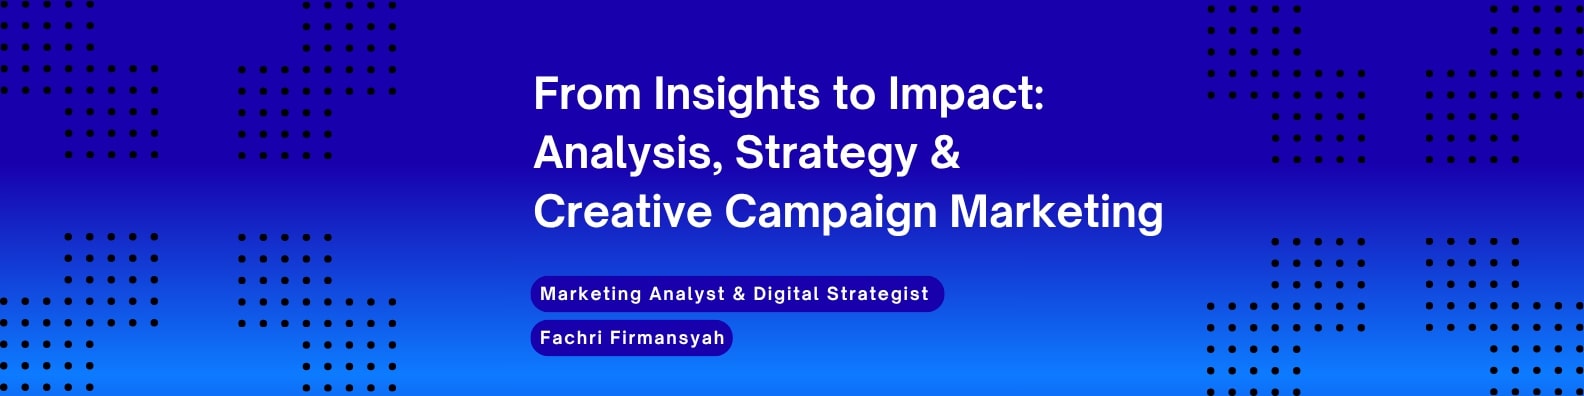 From Insights to Impact:
Analysis, Strategy &
Creative Campaign Marketing
Marketing Analyst & Digital Strategist
Fachri Firmansyah